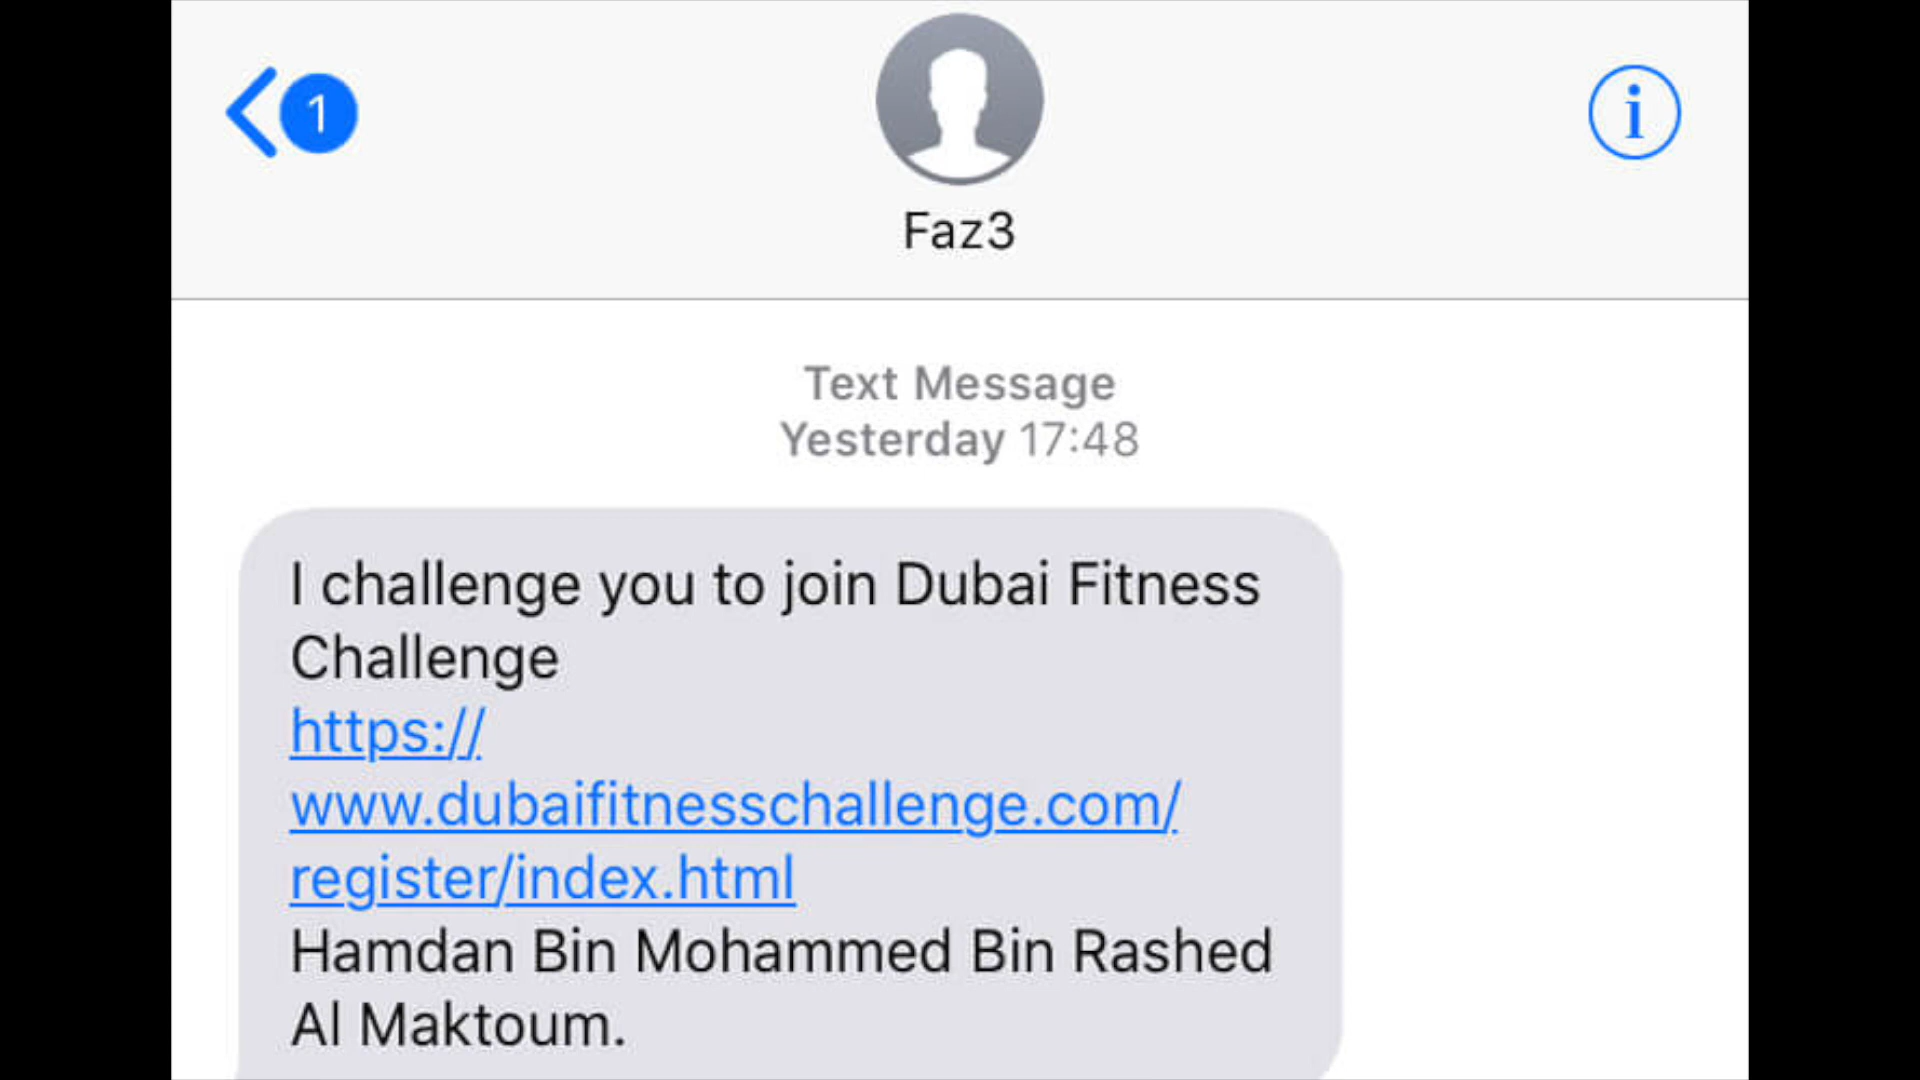 1
i
Faz3
Text Message
Yesterday 17:48
I challenge you to join Dubai Fitness
Challenge
https://
www.dubaifitnesschallenge.com/
register/index.html
Hamdan Bin Mohammed Bin Rashed
Al Maktoum.